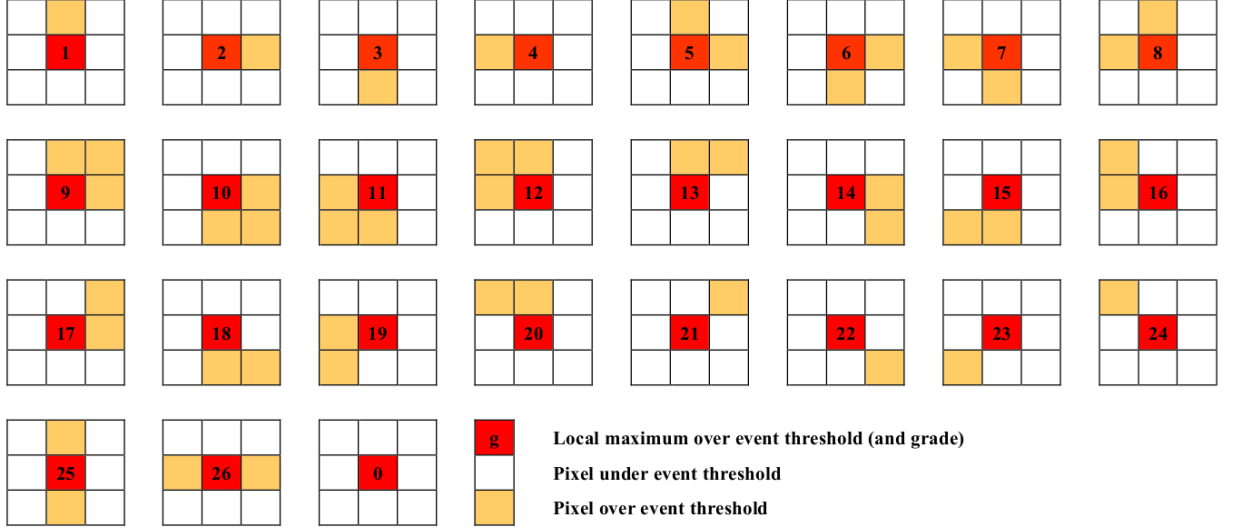 1 2 3 4 5 6 7 8
9 10 11 12 13 14 15 16
17 18 19 20 21 22 23 24
25 26 0 g Local maximum over event threshold (and grade)
Pixel under event threshold
Pixel over event threshold